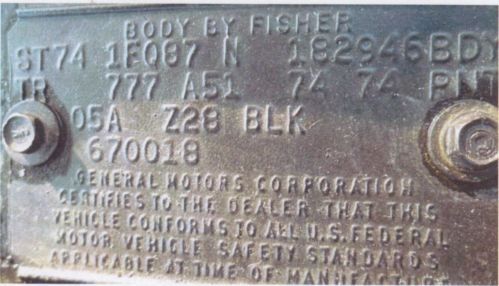 BODY BY FISHER
ST74 1FQ87 N 182946BDY
TR 777 A51 74 74 PNT
05A Z28 BLK
670018
GENERAL MOTORS CORPORATION
CERTIFIES TO THE DEALER THAT THIS
VEHICLE CONFORMS TO ALL U.S. FEDERAL
MOTOR VEHICLE SAFETY STANDARDS
APPLICABLE AT TIME OF MANUFACTURE